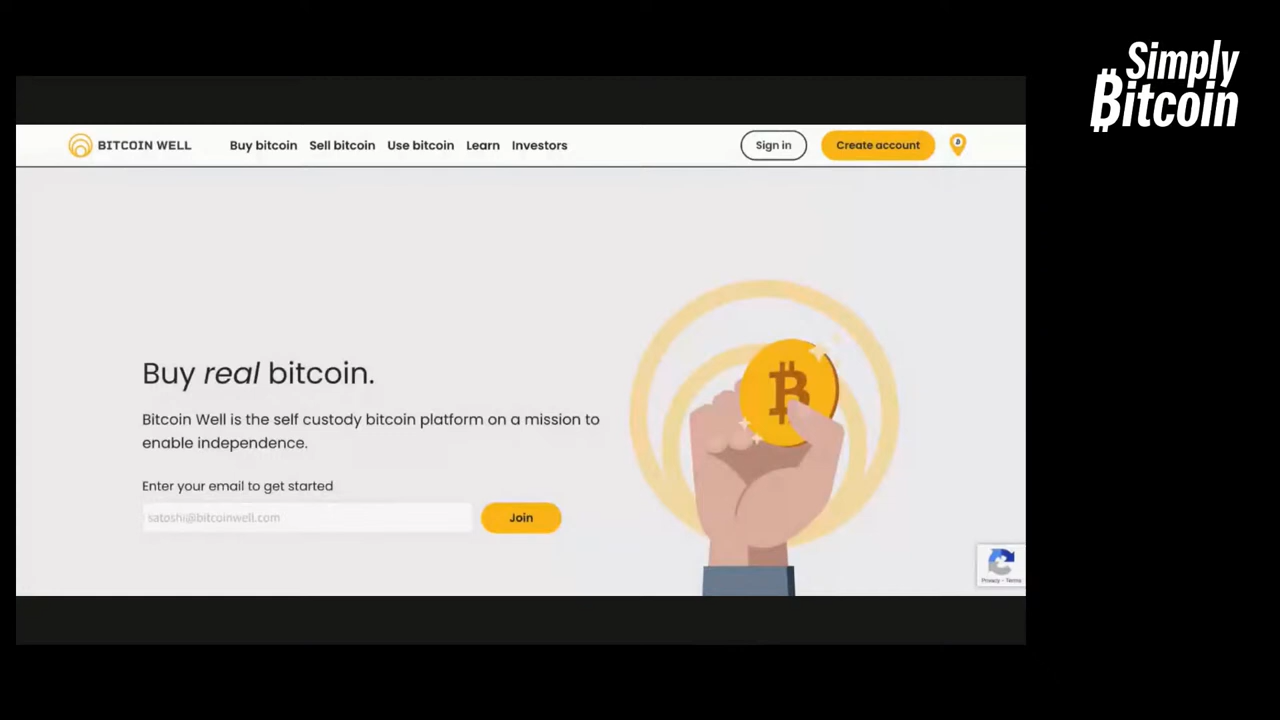 Simply
Bitcoin
BITCOIN WELL
Buy bitcoin
Sell bitcoin
Use bitcoin
Learn
Investors
Sign in
Create account
Buy real bitcoin.
Bitcoin Well is the self custody bitcoin platform on a mission to
enable independence.
Enter your email to get started
satoshi@bitcoinwell.com
Join
Privacy - Terms